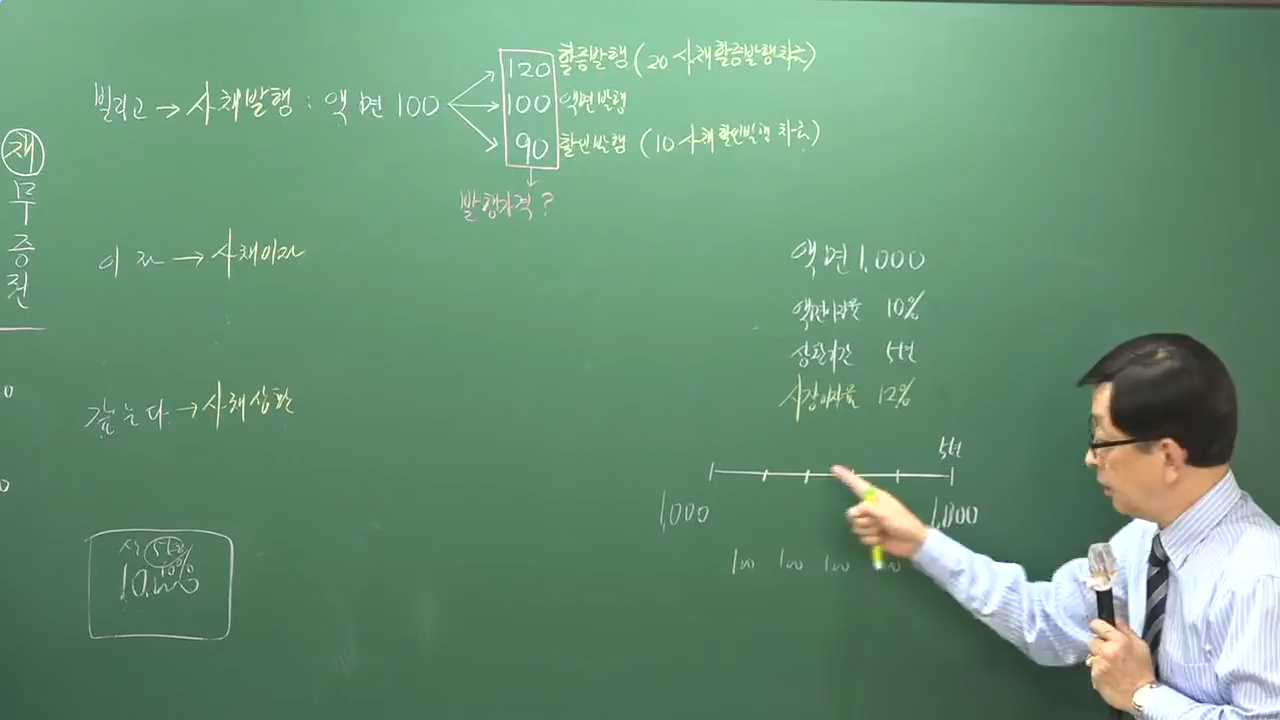 채무증권
빌리고 → 사채발행 : 액면 100
120 할증발행 (20 사채할증발행차금)
100 액면발행
90 할인발행 (10 사채할인발행차금)
발행가격?
이자 → 사채이자
갚는다 → 사채상환
액면 1,000
액면이자율 10%
상환기간 5년
시장이자율 12%
5년
1,000 1,000
100 100 100
5년
10%